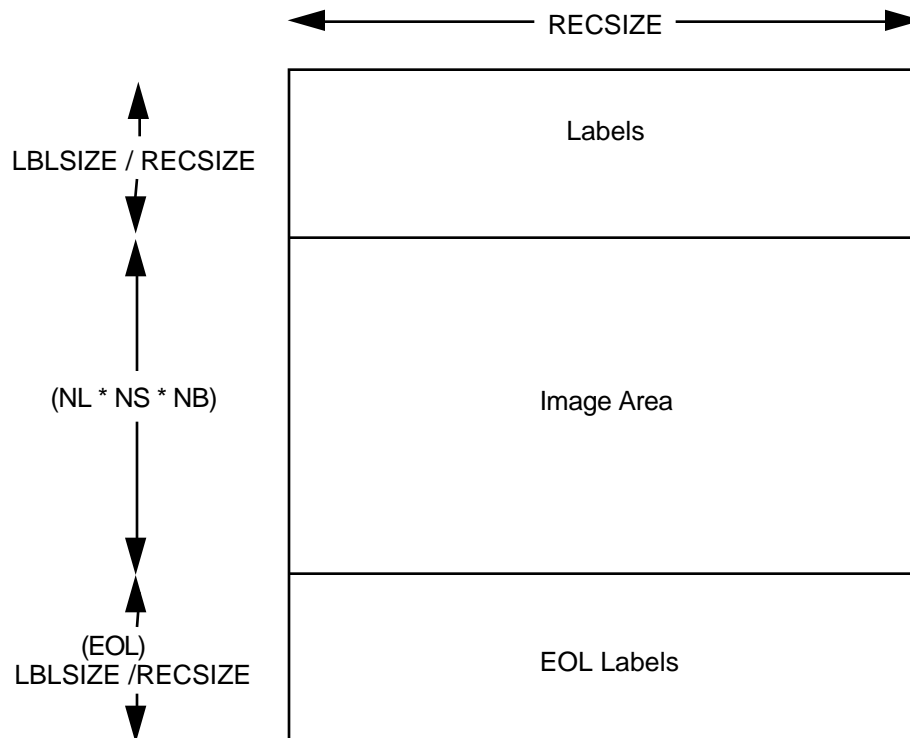 RECSIZE
Labels
LBLSIZE / RECSIZE
(NL * NS * NB)
Image Area
(EOL)
LBLSIZE /RECSIZE
EOL Labels